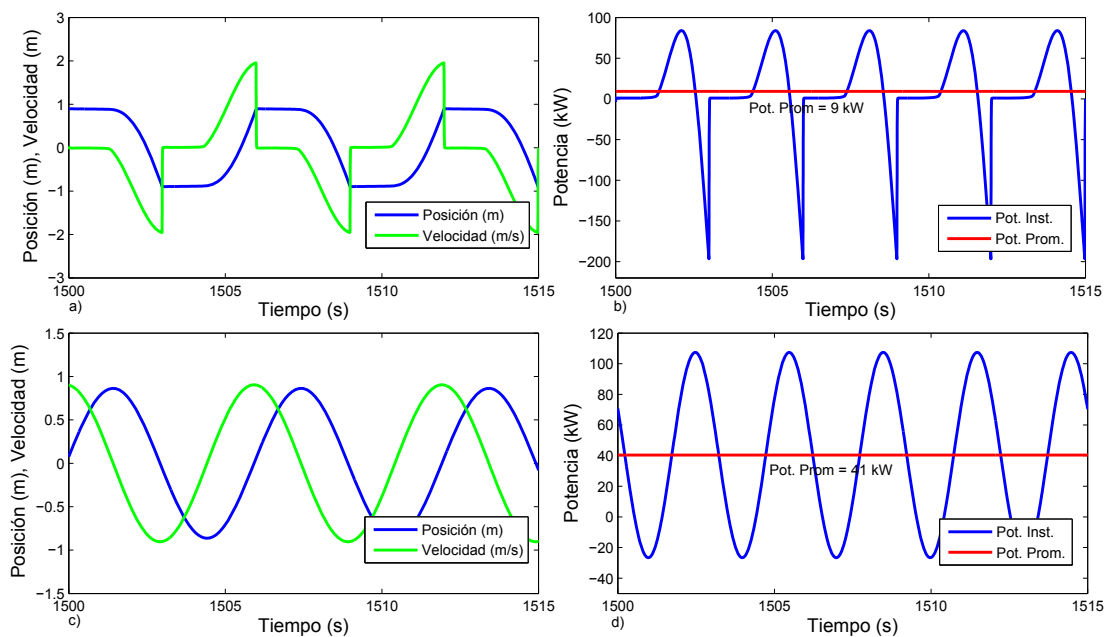 3
2
1
0
−1
−2
−3
1500
1505
1510
1515
Posición (m), Velocidad (m)
Tiempo (s)
a)
Posición (m)
Velocidad (m/s)
100
50
0
−50
−100
−150
−200
1500
1505
1510
1515
Potencia (kW)
Tiempo (s)
b)
Pot. Prom = 9 kW
Pot. Inst.
Pot. Prom.
1.5
1
0.5
0
−0.5
−1
−1.5
1500
1505
1510
1515
Posición (m), Velocidad (m)
Tiempo (s)
c)
Posición (m)
Velocidad (m/s)
120
100
80
60
40
20
0
−20
−40
1500
1505
1510
1515
Potencia (kW)
Tiempo (s)
d)
Pot. Prom = 41 kW
Pot. Inst.
Pot. Prom.